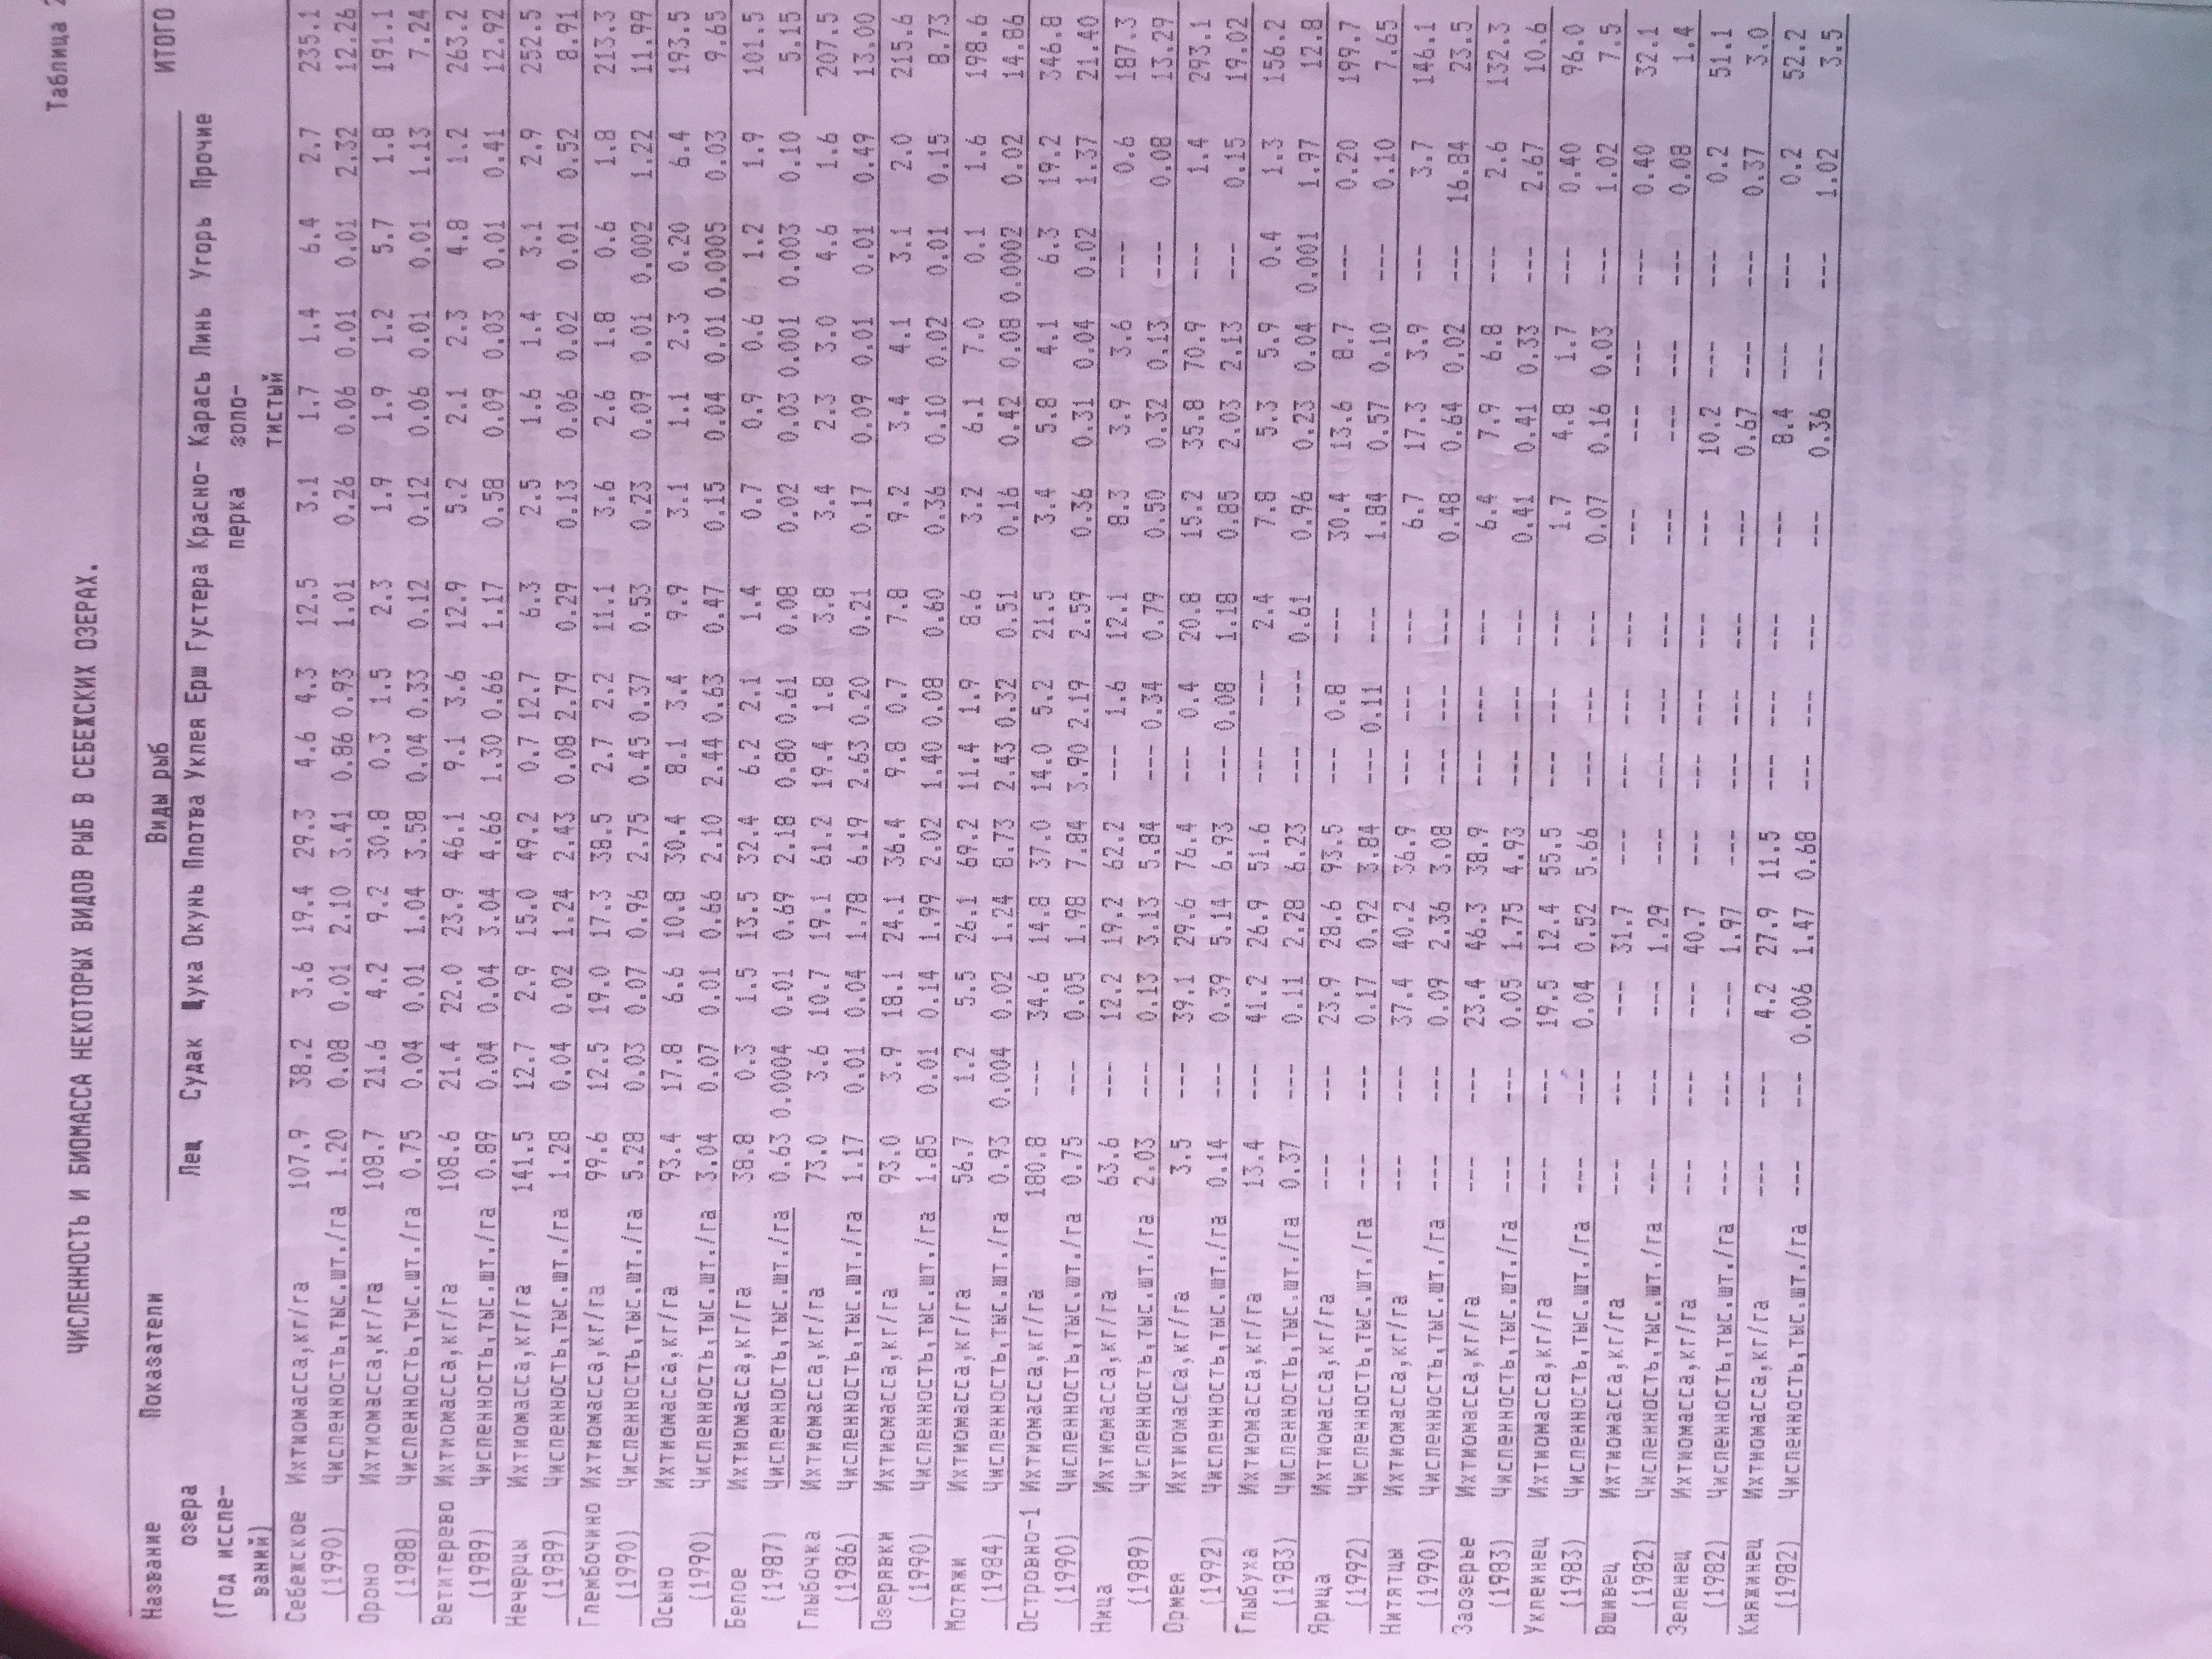 Таблица 2
ЧИСЛЕННОСТЬ И БИОМАССА НЕКОТОРЫХ ВИДОВ РЫБ В СЕБЕЖСКИХ ОЗЕРАХ.
Название Показатели Виды рыб ИТОГО
озера Лещ Судак Щука Окунь Плотва Уклея Ерш Густера Красно- Карась Линь Угорь Прочие
(Год иссле- перка золо-
ваний) тистый
Себежское Ихтиомасса,кг/га 107.9 38.2 3.6 19.4 29.3 4.6 4.3 12.5 3.1 1.7 1.4 6.4 2.7 235.1
(1990) Численность,тыс.шт./га 1.20 0.08 0.01 2.10 3.41 0.86 0.93 1.01 0.26 0.06 0.01 0.01 2.32 12.26
Ороно Ихтиомасса,кг/га 108.7 21.6 4.2 9.2 30.8 0.3 1.5 2.3 1.9 1.9 1.2 5.7 1.8 191.1
(1988) Численность,тыс.шт./га 0.75 0.04 0.01 1.04 3.58 0.04 0.33 0.12 0.12 0.06 0.01 0.01 1.13 7.24
Ветитерево Ихтиомасса,кг/га 108.6 21.4 22.0 23.9 46.1 9.1 3.6 12.9 5.2 2.1 2.3 4.8 1.2 263.2
(1989) Численность,тыс.шт./га 0.89 0.04 0.04 3.04 4.66 1.30 0.66 1.17 0.58 0.09 0.03 0.01 0.41 12.92
Нечерцы Ихтиомасса,кг/га 141.5 12.7 2.9 15.0 49.2 0.7 12.7 6.3 2.5 1.6 1.4 3.1 2.9 252.5
(1989) Численность,тыс.шт./га 1.28 0.04 0.02 1.24 2.43 0.08 2.79 0.29 0.13 0.06 0.02 0.01 0.52 8.91
Глембочино Ихтиомасса,кг/га 99.6 12.5 19.0 17.3 38.5 2.7 2.2 11.1 3.6 2.6 1.8 0.6 1.8 213.3
(1990) Численность,тыс.шт./га 5.28 0.03 0.07 0.96 2.75 0.45 0.37 0.53 0.23 0.09 0.01 0.002 1.22 11.99
Осыно Ихтиомасса,кг/га 93.4 17.8 6.6 10.8 30.4 8.1 3.4 9.9 3.1 1.1 2.3 0.20 6.4 193.5
(1990) Численность,тыс.шт./га 3.04 0.07 0.01 0.66 2.10 2.44 0.63 0.47 0.15 0.04 0.01 0.0005 0.03 9.65
Белое Ихтиомасса,кг/га 38.8 0.3 1.5 13.5 32.4 6.2 2.1 1.4 0.7 0.9 0.6 1.2 1.9 101.5
(1987) Численность,тыс.шт./га 0.63 0.0004 0.01 0.69 2.18 0.80 0.61 0.08 0.02 0.03 0.001 0.003 0.10 5.15
Глыбочка Ихтиомасса,кг/га 73.0 3.6 10.7 19.1 61.2 19.4 1.8 3.8 3.4 2.3 3.0 4.6 1.6 207.5
(1986) Численность,тыс.шт./га 1.17 0.01 0.04 1.78 6.19 2.63 0.20 0.21 0.17 0.09 0.01 0.01 0.49 13.00
Озерявки Ихтиомасса,кг/га 93.0 3.9 18.1 24.1 36.4 9.8 0.7 7.8 9.2 3.4 4.1 3.1 2.0 215.6
(1990) Численность,тыс.шт./га 1.85 0.01 0.14 1.99 2.02 1.40 0.08 0.60 0.36 0.10 0.02 0.01 0.15 8.73
Мотяжи Ихтиомасса,кг/га 56.7 1.2 5.5 26.1 69.2 11.4 1.9 8.6 3.2 6.1 7.0 0.1 1.6 198.6
(1984) Численность,тыс.шт./га 0.93 0.004 0.02 1.24 8.73 2.43 0.32 0.51 0.16 0.42 0.08 0.0002 0.02 14.86
Островно-1 Ихтиомасса,кг/га 180.8 --- 34.6 14.8 37.0 14.0 5.2 21.5 3.4 5.8 4.1 6.3 19.2 346.8
(1990) Численность,тыс.шт./га 0.75 --- 0.05 1.98 7.84 3.90 2.19 2.59 0.36 0.31 0.04 0.02 1.37 21.40
Ница Ихтиомасса,кг/га 63.6 --- 12.2 19.2 62.2 --- 1.6 12.1 8.3 3.9 3.6 --- 0.6 187.3
(1989) Численность,тыс.шт./га 2.03 --- 0.13 3.13 5.84 --- 0.34 0.79 0.50 0.32 0.13 --- 0.08 13.29
Ормея Ихтиомасса,кг/га 3.5 --- 39.1 29.6 76.4 --- 0.4 20.8 15.2 35.8 70.9 --- 1.4 293.1
(1992) Численность,тыс.шт./га 0.14 --- 0.39 5.14 6.93 --- 0.08 1.18 0.85 2.03 2.13 --- 0.15 19.02
Глыбуха Ихтиомасса,кг/га 13.4 --- 41.2 26.9 51.6 --- --- 2.4 7.8 5.3 5.9 0.4 1.3 156.2
(1983) Численность,тыс.шт./га 0.37 --- 0.11 2.28 6.23 --- --- 0.61 0.96 0.23 0.04 0.001 1.97 12.8
Ярица Ихтиомасса,кг/га --- --- 23.9 28.6 93.5 --- 0.8 --- 30.4 13.6 8.7 --- 0.20 199.7
(1992) Численность,тыс.шт./га --- --- 0.17 0.92 3.84 --- 0.11 --- 1.84 0.57 0.10 --- 0.10 7.65
Нитятцы Ихтиомасса,кг/га --- --- 37.4 40.2 36.9 --- --- --- 6.7 17.3 3.9 --- 3.7 146.1
(1990) Численность,тыс.шт./га --- --- 0.09 2.36 3.08 --- --- --- 0.48 0.64 0.02 --- 16.84 23.5
Заозерье Ихтиомасса,кг/га --- --- 23.4 46.3 38.9 --- --- --- 6.4 7.9 6.8 --- 2.6 132.3
(1983) Численность,тыс.шт./га --- --- 0.05 1.75 4.93 --- --- --- 0.41 0.41 0.33 --- 2.67 10.6
Уклеинец Ихтиомасса,кг/га --- --- 19.5 12.4 55.5 --- --- --- 1.7 4.8 1.7 --- 0.40 96.0
(1983) Численность,тыс.шт./га --- --- 0.04 0.52 5.66 --- --- --- 0.07 0.16 0.03 --- 1.02 7.5
Вшивец Ихтиомасса,кг/га --- --- --- 31.7 --- --- --- --- --- --- --- --- 0.40 32.1
(1982) Численность,тыс.шт./га --- --- --- 1.29 --- --- --- --- --- --- --- --- 0.08 1.4
Зеленец Ихтиомасса,кг/га --- --- --- 40.7 --- --- --- --- --- 10.2 --- --- 0.2 51.1
(1982) Численность,тыс.шт./га --- --- --- 1.97 --- --- --- --- --- 0.67 --- --- 0.37 3.0
Княжинец Ихтиомасса,кг/га --- --- 4.2 27.9 11.5 --- --- --- --- 8.4 --- --- 0.2 52.2
(1982) Численность,тыс.шт./га --- --- 0.006 1.47 0.68 --- --- --- --- 0.36 --- --- 1.02 3.5